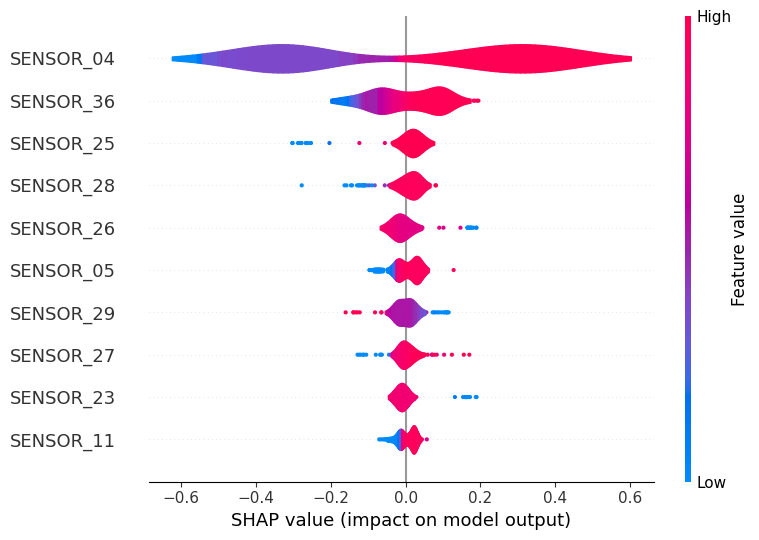 High
SENSOR_04
SENSOR_36
SENSOR_25
SENSOR_28
SENSOR_26
SENSOR_05
SENSOR_29
SENSOR_27
SENSOR_23
SENSOR_11
Feature value
Low
−0.6 −0.4 −0.2 0.0 0.2 0.4 0.6
SHAP value (impact on model output)